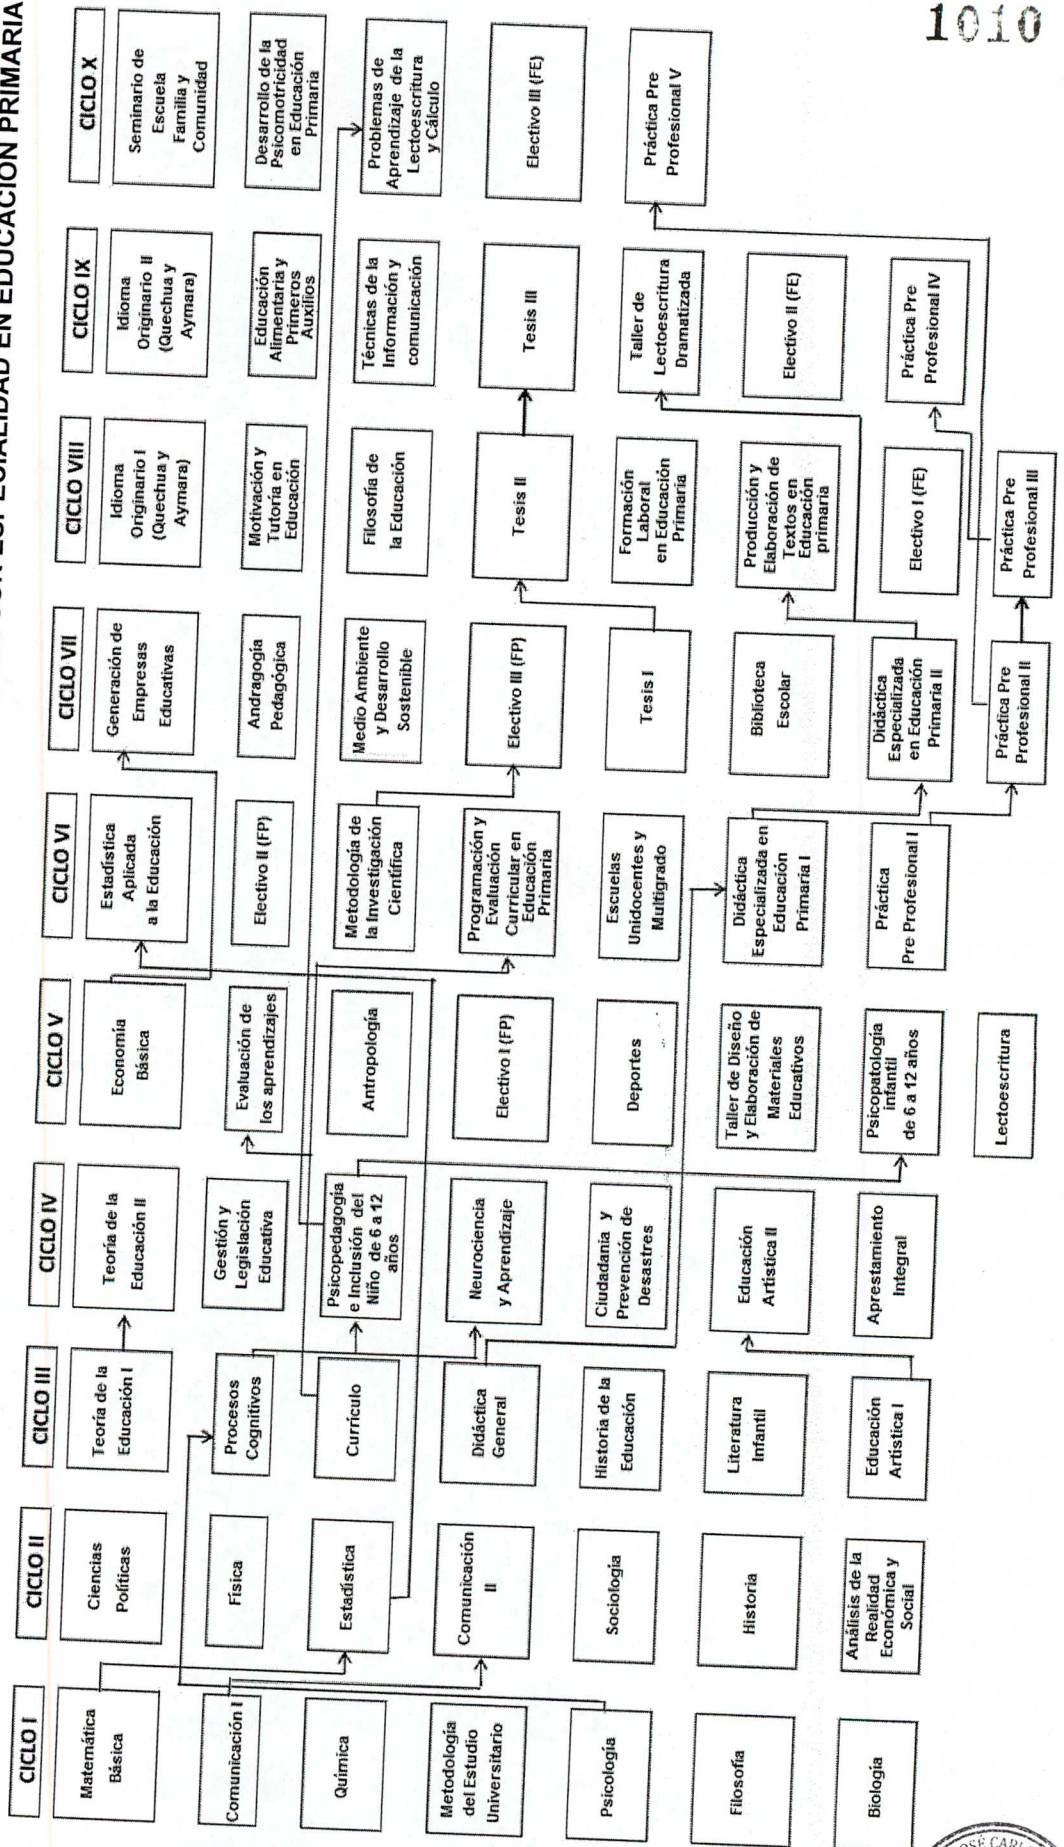 CON ESPECIALIDAD EN EDUCACIÓN PRIMARIA
1010
CICLO I
Matemática
Básica
Comunicación I
Química
Metodología
del Estudio
Universitario
Psicología
Filosofía
Biología
CICLO II
Ciencias
Políticas
Física
Estadística
Comunicación
II
Sociología
Historia
Análisis de la
Realidad
Económica y
Social
CICLO III
Teoría de la
Educación I
Procesos
Cognitivos
Currículo
Didáctica
General
Historia de la
Educación
Literatura
Infantil
Educación
Artística I
CICLO IV
Teoría de la
Educación II
Gestión y
Legislación
Educativa
Psicopedagogía
e Inclusión del
Niño de 6 a 12
años
Neurociencia
y Aprendizaje
Ciudadanía y
Prevención de
Desastres
Educación
Artística II
Aprestamiento
Integral
CICLO V
Economía
Básica
Evaluación de
los aprendizajes
Antropología
Electivo I (FP)
Deportes
Taller de Diseño
y Elaboración de
Materiales
Educativos
Psicopatología
infantil
de 6 a 12 años
Lectoescritura
CICLO VI
Estadística
Aplicada
a la Educación
Electivo II (FP)
Metodología de
la Investigación
Científica
Programación y
Evaluación
Curricular en
Educación
Primaria
Escuelas
Unidocentes y
Multigrado
Didáctica
Especializada en
Educación
Primaria I
Práctica
Pre Profesional I
CICLO VII
Generación de
Empresas
Educativas
Andragogía
Pedagógica
Medio Ambiente
y Desarrollo
Sostenible
Electivo III (FP)
Tesis I
Biblioteca
Escolar
Didáctica
Especializada
en Educación
Primaria II
Práctica Pre
Profesional II
CICLO VIII
Idioma
Originario I
(Quechua y
Aymara)
Motivación y
Tutoría en
Educación
Filosofía de
la Educación
Tesis II
Formación
Laboral
en Educación
Primaria
Producción y
Elaboración de
Textos en
Educación
primaria
Electivo I (FE)
Práctica Pre
Profesional III
CICLO IX
Idioma
Originario II
(Quechua y
Aymara)
Educación
Alimentaria y
Primeros
Auxilios
Técnicas de la
Información y
comunicación
Tesis III
Taller de
Lectoescritura
Dramatizada
Electivo II (FE)
Práctica Pre
Profesional IV
CICLO X
Seminario de
Escuela
Familia y
Comunidad
Desarrollo de la
Psicomotricidad
en Educación
Primaria
Problemas de
Aprendizaje de la
Lectoescritura
y Cálculo
Electivo III (FE)
Práctica Pre
Profesional V
JOSÉ CARL